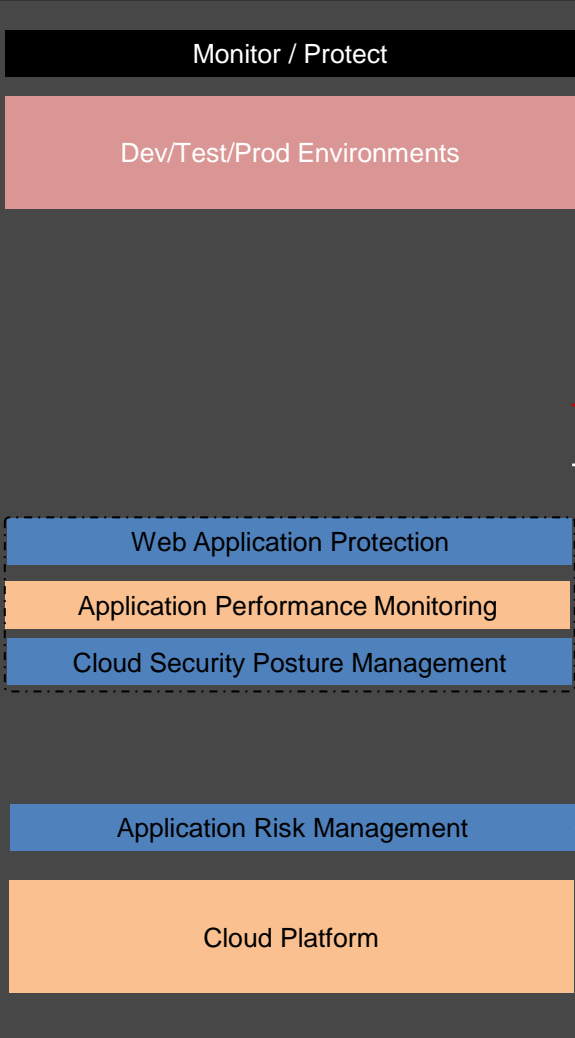 Monitor / Protect
Dev/Test/Prod Environments
Web Application Protection
Application Performance Monitoring
Cloud Security Posture Management
Application Risk Management
Cloud Platform